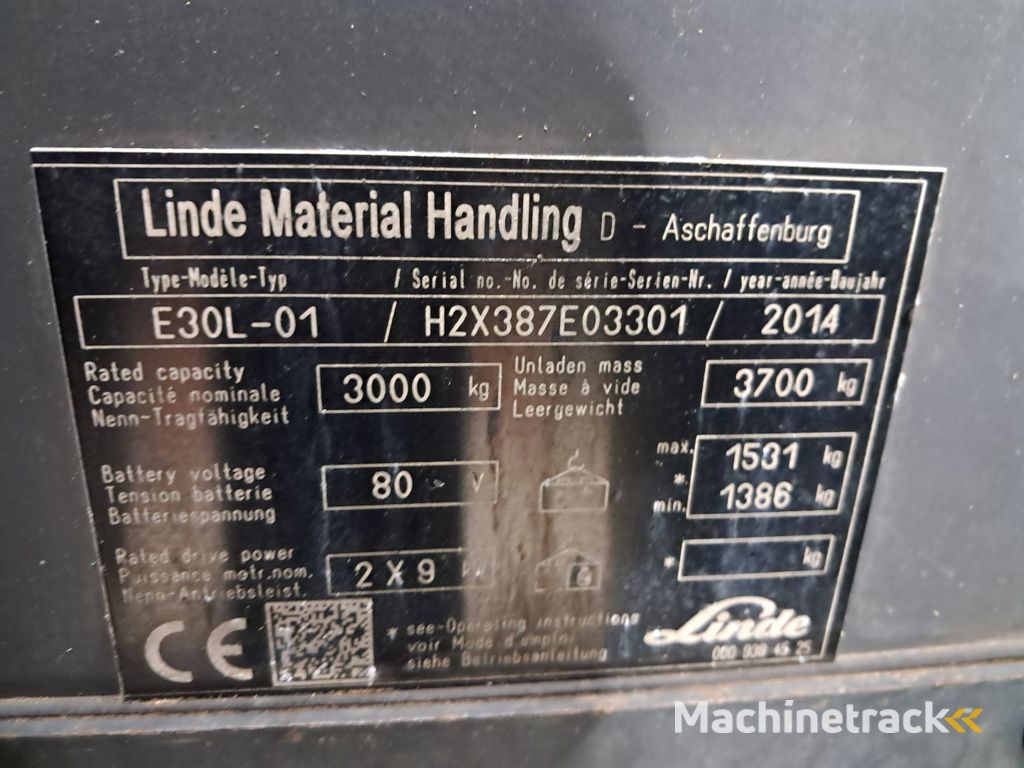 Linde Material Handling D - Aschaffenburg
Type-Modèle-Typ / Serial no.-No. de série-Serien-Nr. / year-année-Baujahr
E30L-01 / H2X387E03301 / 2014
Rated capacity
Capacité nominale
Nenn-Tragfähigkeit
3000 kg
Unladen mass
Masse à vide
Leergewicht
3700 kg
Battery voltage
Tension batterie
Batteriespannung
80 V
max. 1531 kg
*
min. 1386 kg
Rated drive power
Puissance motr.nom.
Nenn-Antriebsleist.
2 X 9
* kg
CE
* see-Operating instructions
voir Mode d'emploi
siehe Betriebsanleitung
Linde
000 938 45 25
Machinetrack